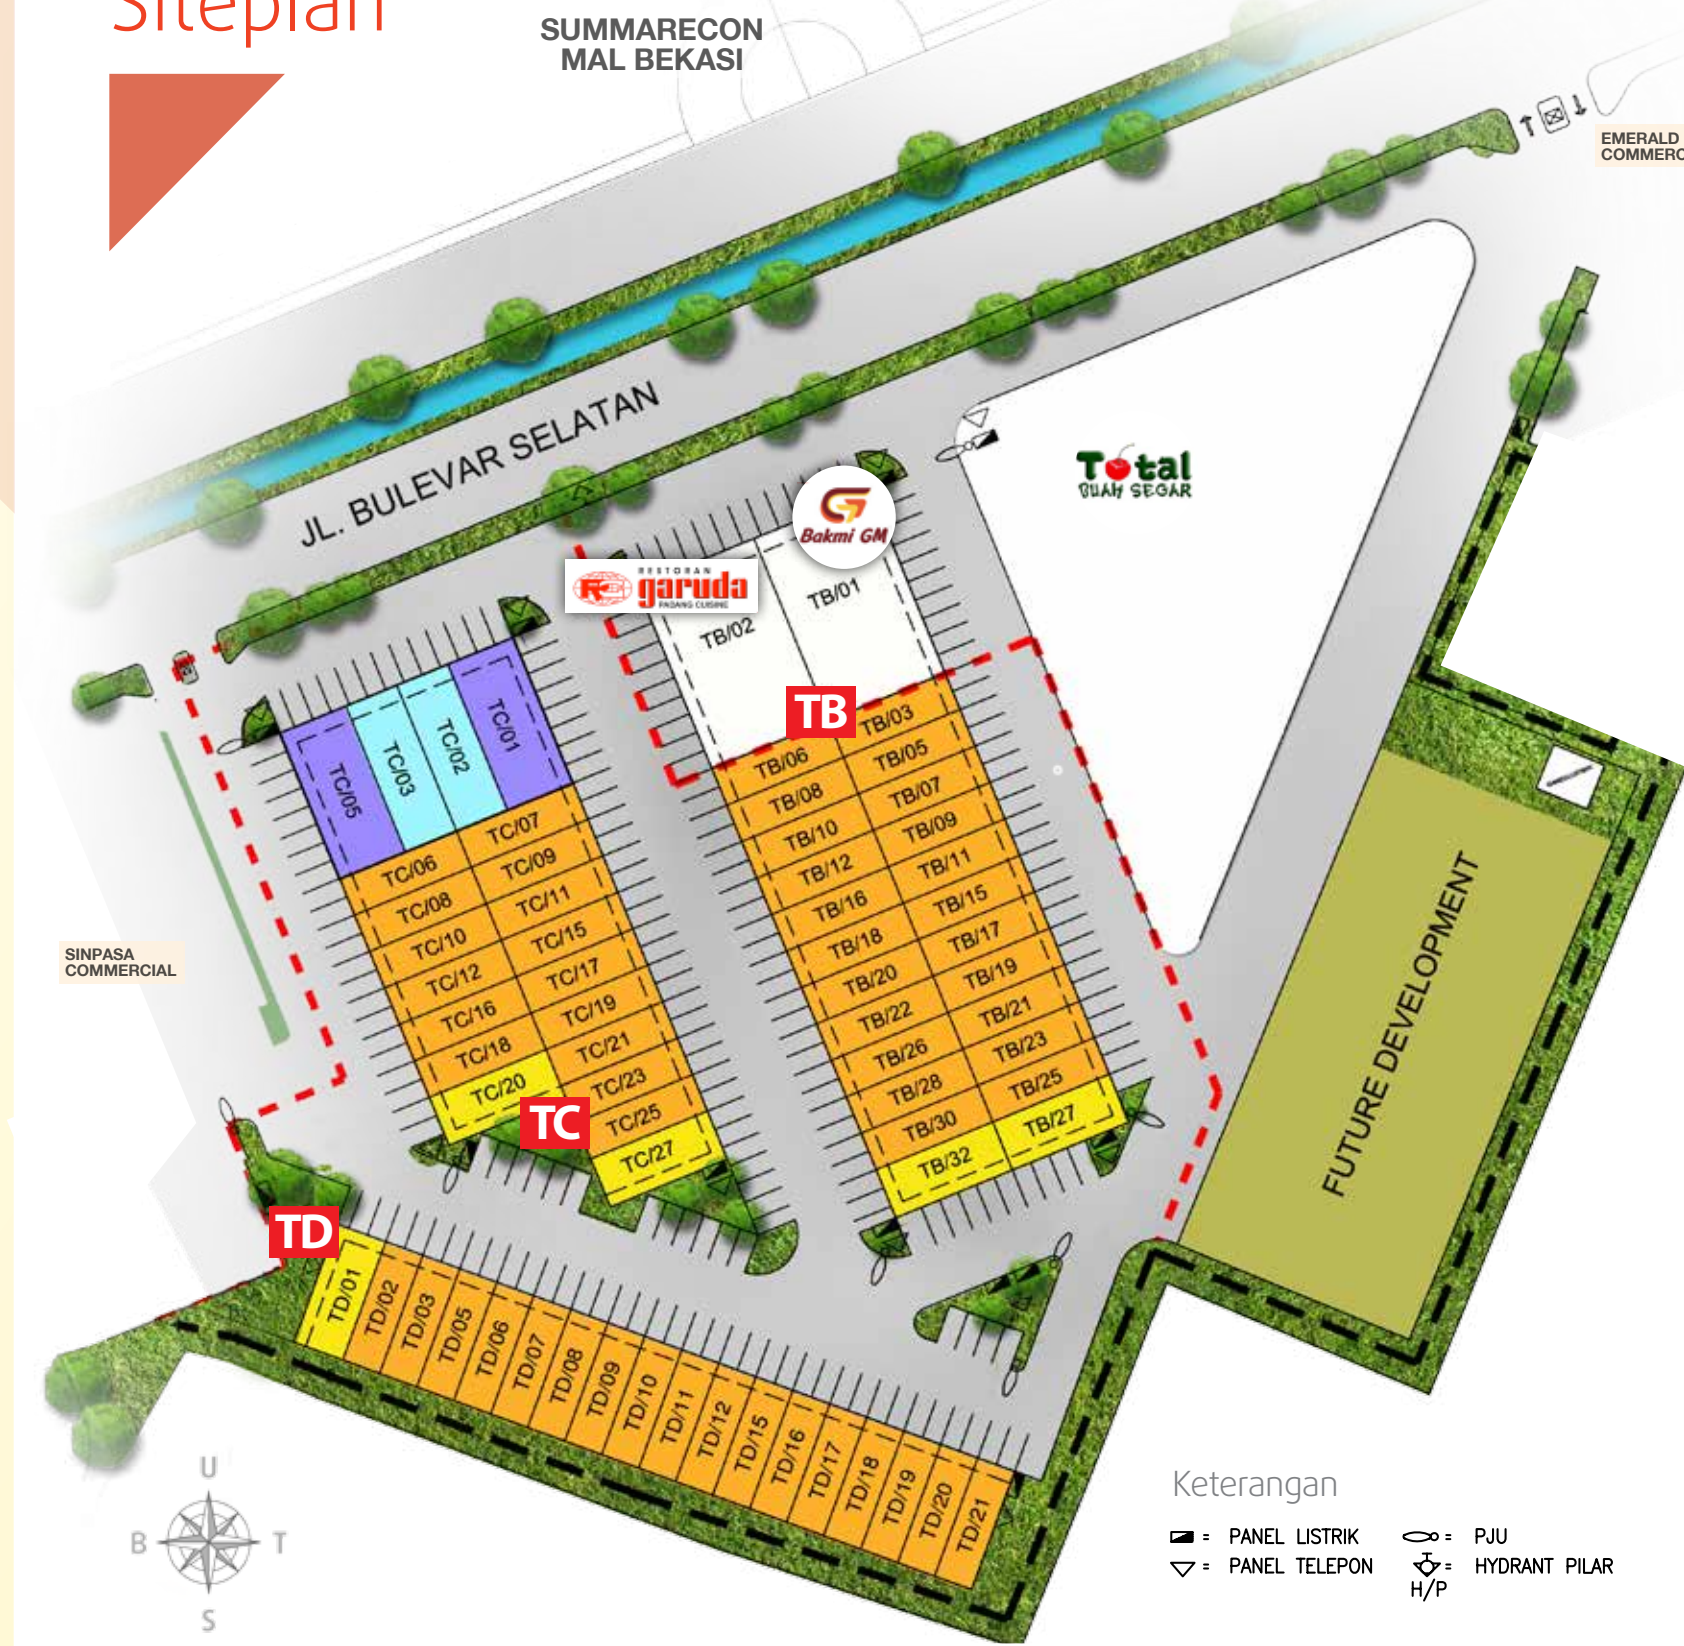 Siteplan
SUMMARECON
MAL BEKASI
EMERALD
JL. BULEVAR SELATAN
Total
BUAH SEGAR
Bakmi GM
RESTORAN
garuda
PADANG CUISINE
TB/01
TB/02
TB
TB/03
TB/06
TB/05
TB/08
TB/07
TB/10
TB/09
TB/12
TB/11
TB/16
TB/15
TB/18
TB/17
TB/20
TB/19
TB/22
TB/21
TB/26
TB/23
TB/28
TB/25
TB/30
TB/27
TB/32
TC/01
TC/02
TC/03
TC/05
TC/07
TC/06
TC/09
TC/08
TC/11
TC/10
TC/15
TC/12
TC/17
TC/16
TC/19
TC/18
TC/21
TC/20
TC/23
TC
TC/25
TC/27
SINPASA
COMMERCIAL
FUTURE DEVELOPMENT
TD
TD/01
TD/02
TD/03
TD/05
TD/06
TD/07
TD/08
TD/09
TD/10
TD/11
TD/12
TD/15
TD/16
TD/17
TD/18
TD/19
TD/20
TD/21
U
B
T
S
Keterangan
= PANEL LISTRIK
= PJU
= PANEL TELEPON
= HYDRANT PILAR
H/P